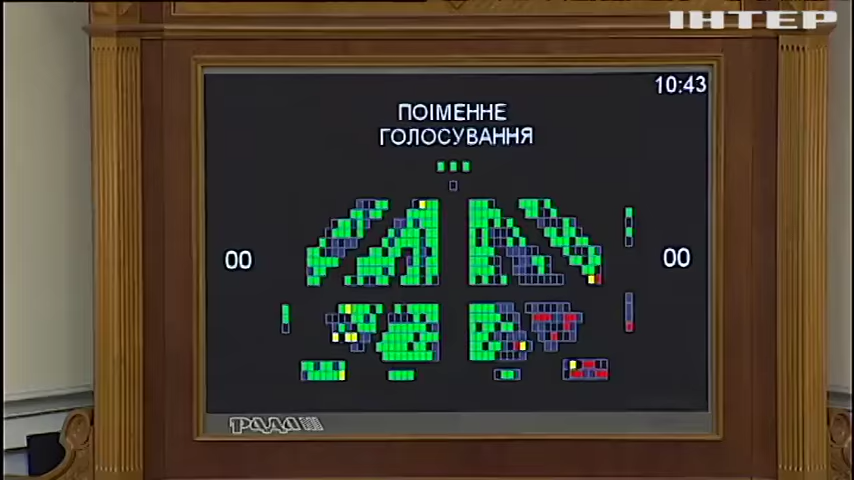 ІНТЕР
10:43
ПОІМЕННЕ
ГОЛОСУВАННЯ
00
00
РАДА